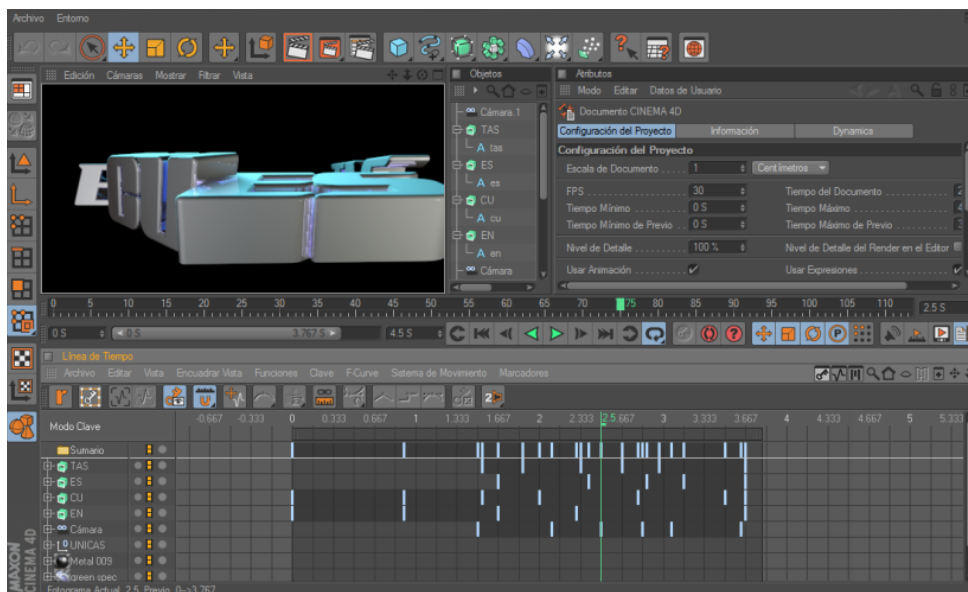 Archivo Entorno
Edición Cámaras Mostrar Filtrar Vista
Objetos
Atributos
Modo Editar Datos de Usuario
Cámara.1
TAS
tas
ES
es
CU
cu
EN
en
Cámara
Documento CINEMA 4D
Configuración del Proyecto Información Dynamics
Configuración del Proyecto
Escala de Documento 1 Centímetros
FPS 30 Tiempo del Documento
Tiempo Mínimo 0 S Tiempo Máximo
Tiempo Mínimo de Previo 0 S Tiempo Máximo de Previo
Nivel de Detalle 100 % Nivel de Detalle del Render en el Editor
Usar Animación Usar Expresiones
0 5 10 15 20 25 30 35 40 45 50 55 60 65 70 75 80 85 90 95 100 105 110 2.5 S
0 S 0 S 3.767 S 4.5 S
Línea de Tiempo
Archivo Editar Vista Encuadrar Vista Funciones Clave F-Curve Sistema de Movimiento Marcadores
Modo Clave
-0.667 -0.333 0 0.333 0.667 1 1.333 1.667 2 2.333 2.5 .667 3 3.333 3.667 4 4.333 4.667 5 5.333
Sumario
TAS
ES
CU
EN
Cámara
UNICAS
Metal 009
green spec
Fotograma Actual 2.5 Previo 0-->3.767
MAXON
CINEMA 4D